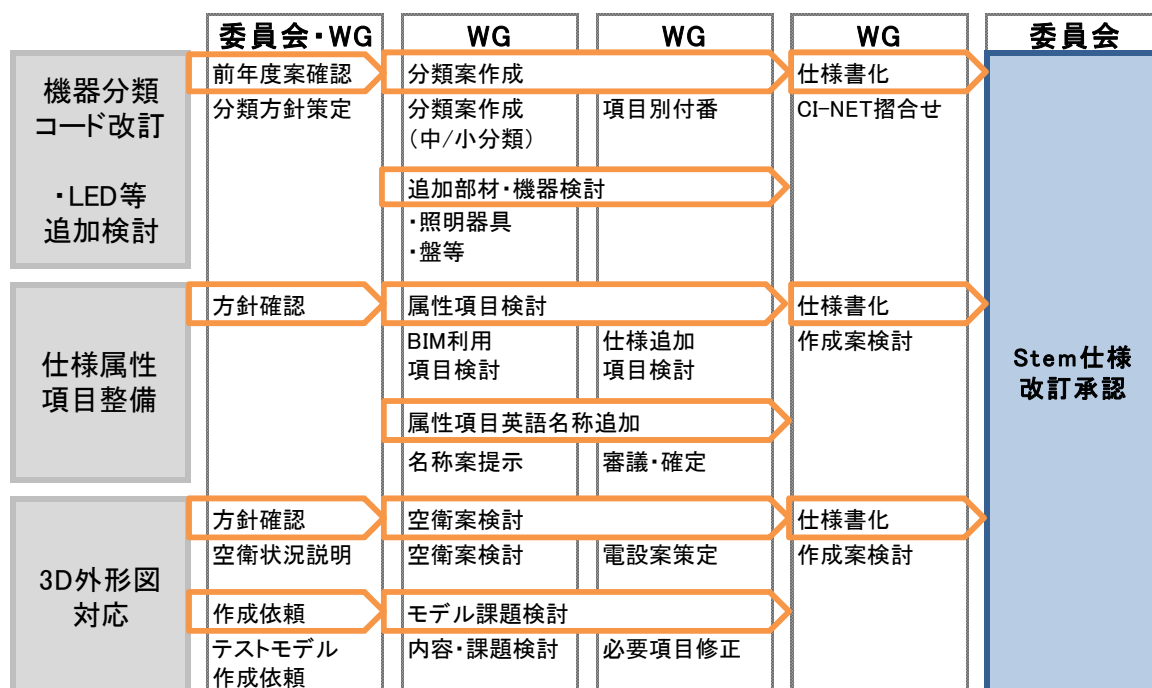 委員会・WG
WG
WG
WG
委員会
機器分類
コード改訂
・LED等
追加検討
前年度案確認
分類案作成
仕様書化
分類方針策定
分類案作成
(中/小分類)
項目別付番
CI-NET摺合せ
追加部材・機器検討
・照明器具
・盤等
仕様属性
項目整備
方針確認
属性項目検討
仕様書化
BIM利用
項目検討
仕様追加
項目検討
作成案検討
属性項目英語名称追加
名称案提示
審議・確定
3D外形図
対応
方針確認
空衛案検討
仕様書化
空衛状況説明
空衛案検討
電設案策定
作成案検討
作成依頼
モデル課題検討
テストモデル
作成依頼
内容・課題検討
必要項目修正
Stem仕様
改訂承認